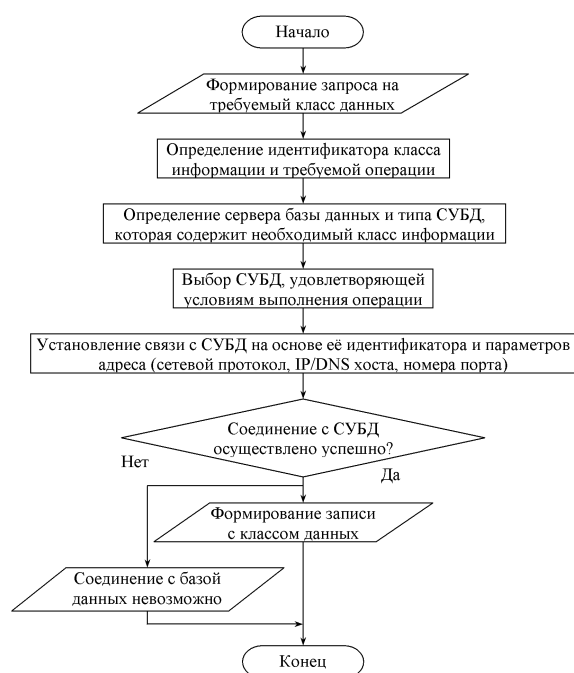 Начало
Формирование запроса на
требуемый класс данных
Определение идентификатора класса
информации и требуемой операции
Определение сервера базы данных и типа СУБД,
которая содержит необходимый класс информации
Выбор СУБД, удовлетворяющей
условиям выполнения операции
Установление связи с СУБД на основе её идентификатора и параметров
адреса (сетевой протокол, IP/DNS хоста, номера порта)
Соединение с СУБД
осуществлено успешно?
Нет
Да
Формирование записи
с классом данных
Соединение с базой
данных невозможно
Конец